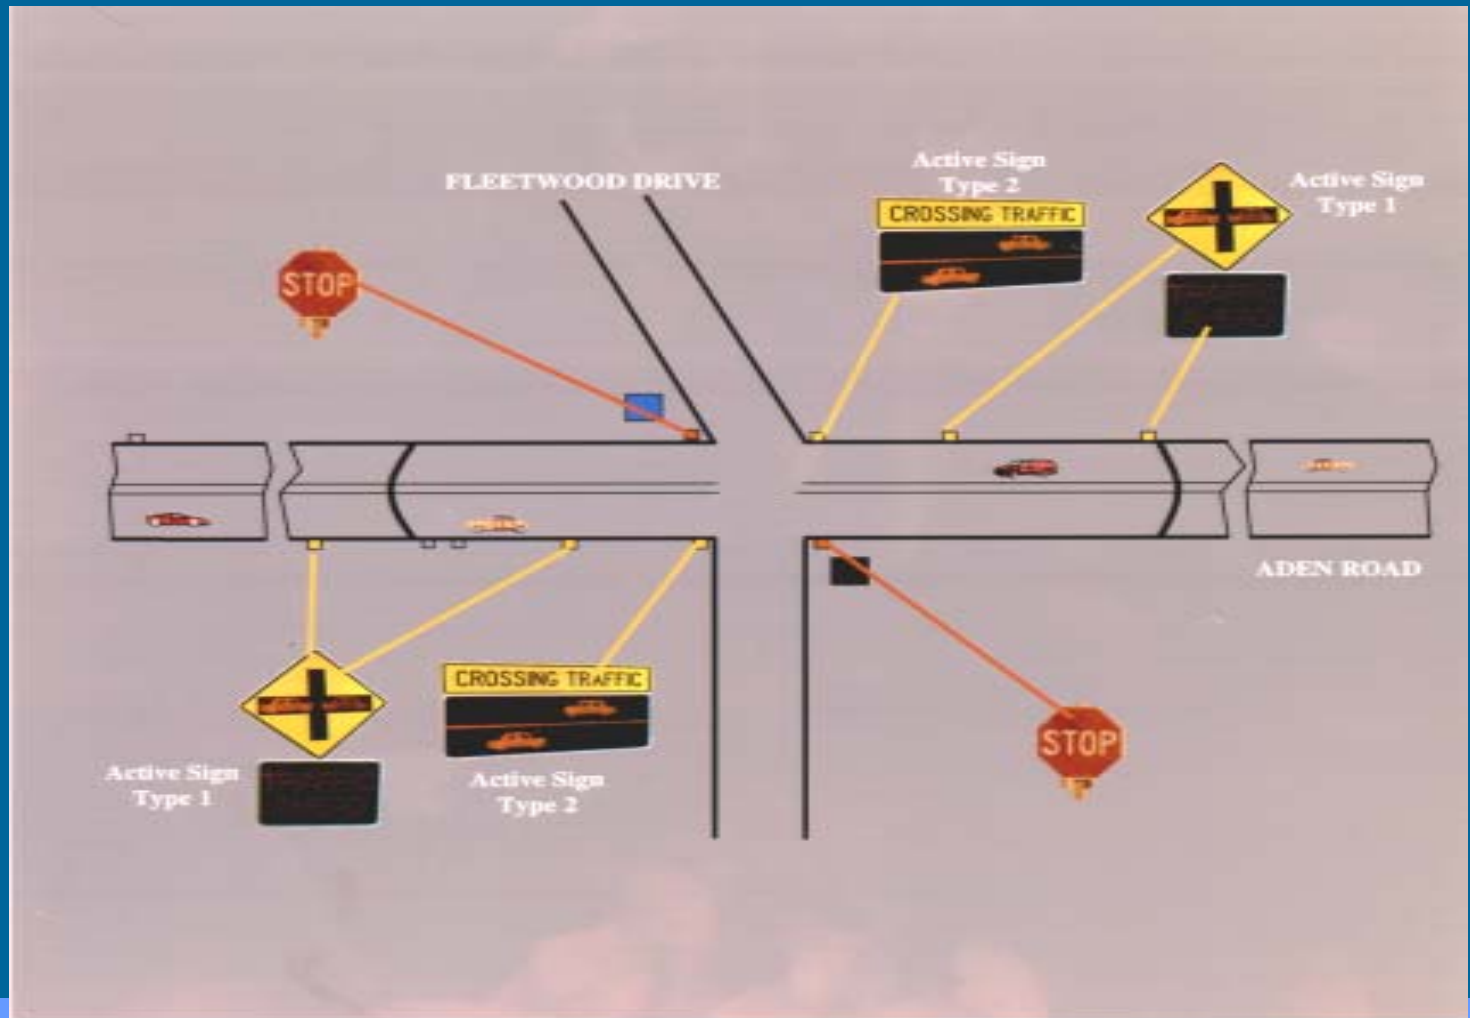 FLEETWOOD DRIVE
Active Sign
Type 2
CROSSING TRAFFIC
Active Sign
Type 1
STOP
ADEN ROAD
CROSSING TRAFFIC
Active Sign
Type 1
Active Sign
Type 2
STOP